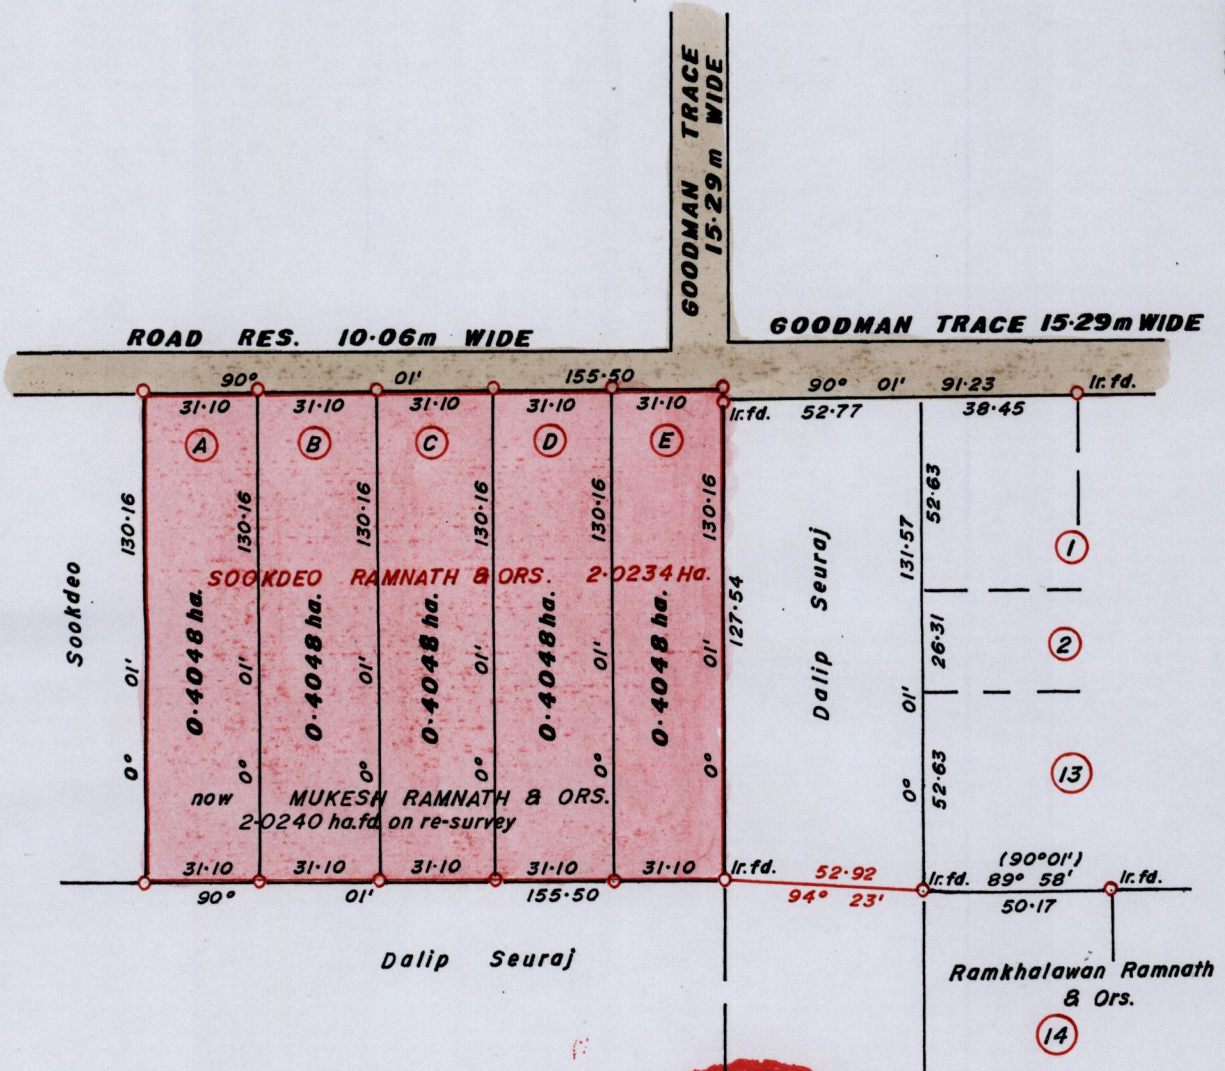 GOODMAN TRACE
15·29m WIDE
ROAD RES. 10·06m WIDE
GOODMAN TRACE 15·29m WIDE
90° 01' 155·50
90° 01' 91·23
Ir.fd.
31·10 31·10 31·10 31·10 31·10
Ir.fd. 52·77 38·45
A B C D E
130·16 130·16 130·16 130·16 130·16 130·16
52·63
131·57
1
Sookdeo
SOOKDEO RAMNATH & ORS. 2·0234 Ha.
127·54
Dalip Seuraj
0·4048 ha. 0·4048 ha. 0·4048 ha. 0·4048 ha. 0·4048 ha.
26·31
2
01' 01' 01' 01' 01' 01'
01'
0° 0° 0° 0° 0° 0°
0°
52·63
13
now MUKESH RAMNATH & ORS.
2·0240 ha.fd. on re-survey
31·10 31·10 31·10 31·10 31·10
Ir.fd. 52·92
94° 23'
Ir.fd.
(90°01')
89° 58'
Ir.fd.
50·17
90° 01' 155·50
Dalip Seuraj
Ramkhalawan Ramnath
& Ors.
14